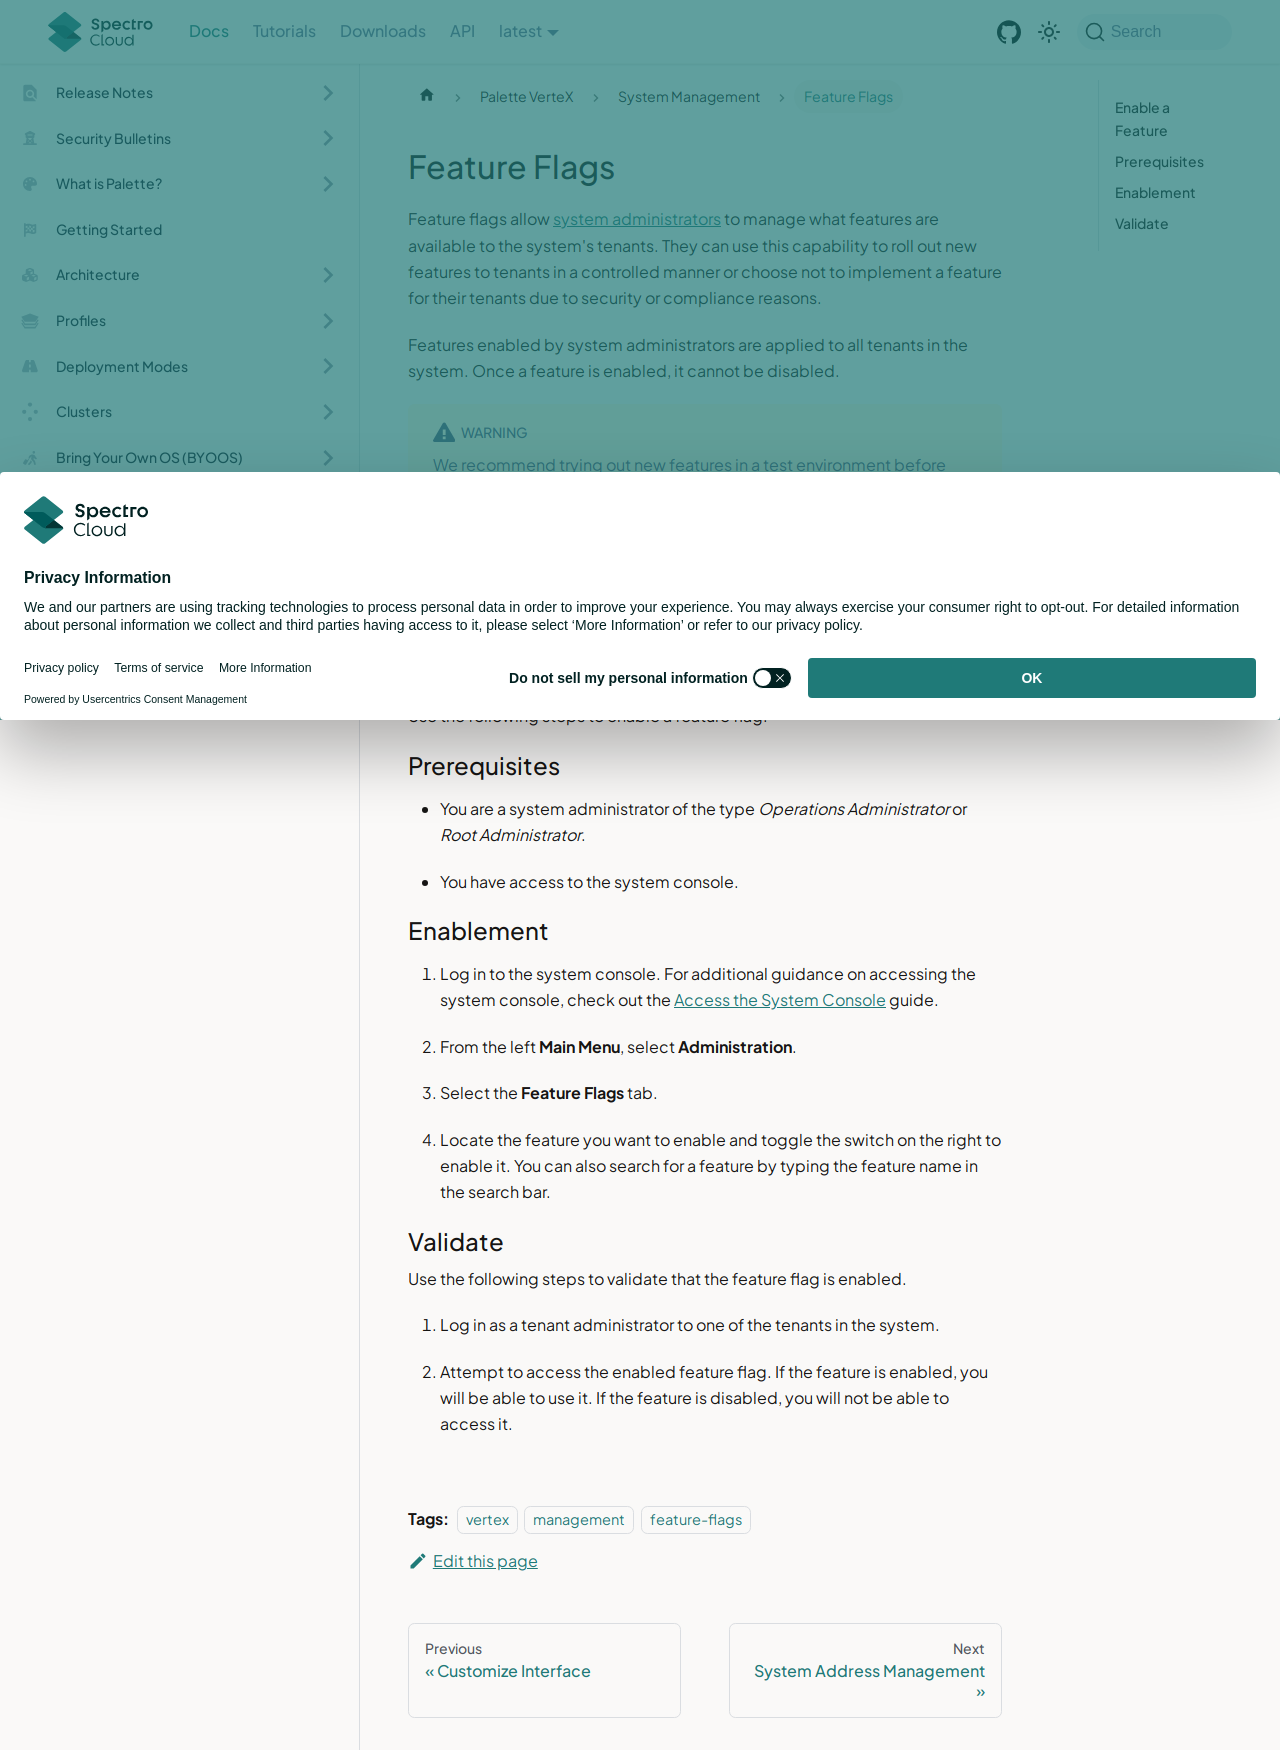 Spectro
Cloud
Docs
Tutorials
Downloads
API
latest
Search
Release Notes
Security Bulletins
What is Palette?
Getting Started
Architecture
Profiles
Deployment Modes
Clusters
Bring Your Own OS (BYOOS)
Palette VerteX
System Management
Feature Flags
Enable a
Feature
Prerequisites
Enablement
Validate
Feature Flags
Feature flags allow system administrators to manage what features are
available to the system's tenants. They can use this capability to roll out new
features to tenants in a controlled manner or choose not to implement a feature
for their tenants due to security or compliance reasons.
Features enabled by system administrators are applied to all tenants in the
system. Once a feature is enabled, it cannot be disabled.
WARNING
We recommend trying out new features in a test environment before
Spectro
Cloud
Privacy Information
We and our partners are using tracking technologies to process personal data in order to improve your experience. You may always exercise your consumer right to opt-out. For detailed information
about personal information we collect and third parties having access to it, please select ‘More Information’ or refer to our privacy policy.
Privacy policy
Terms of service
More Information
Powered by Usercentrics Consent Management
Do not sell my personal information
OK
Use the following steps to enable a feature flag.
Prerequisites
You are a system administrator of the type Operations Administrator or
Root Administrator.
You have access to the system console.
Enablement
1. Log in to the system console. For additional guidance on accessing the
system console, check out the Access the System Console guide.
2. From the left Main Menu, select Administration.
3. Select the Feature Flags tab.
4. Locate the feature you want to enable and toggle the switch on the right to
enable it. You can also search for a feature by typing the feature name in
the search bar.
Validate
Use the following steps to validate that the feature flag is enabled.
1. Log in as a tenant administrator to one of the tenants in the system.
2. Attempt to access the enabled feature flag. If the feature is enabled, you
will be able to use it. If the feature is disabled, you will not be able to
access it.
Tags:
vertex
management
feature-flags
Edit this page
Previous
« Customize Interface
Next
System Address Management
»